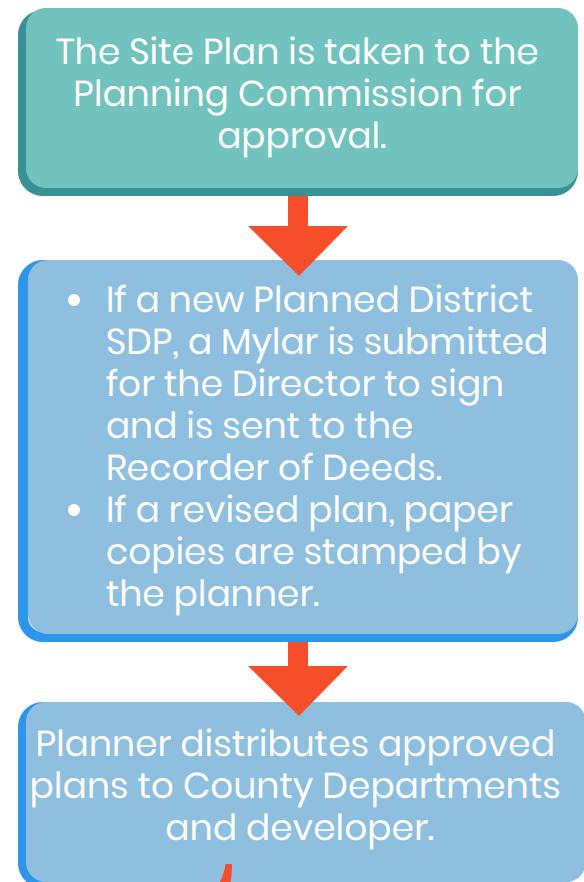 The Site Plan is taken to the
Planning Commission for
approval.
• If a new Planned District
SDP, a Mylar is submitted
for the Director to sign
and is sent to the
Recorder of Deeds.
• If a revised plan, paper
copies are stamped by
the planner.
Planner distributes approved
plans to County Departments
and developer.